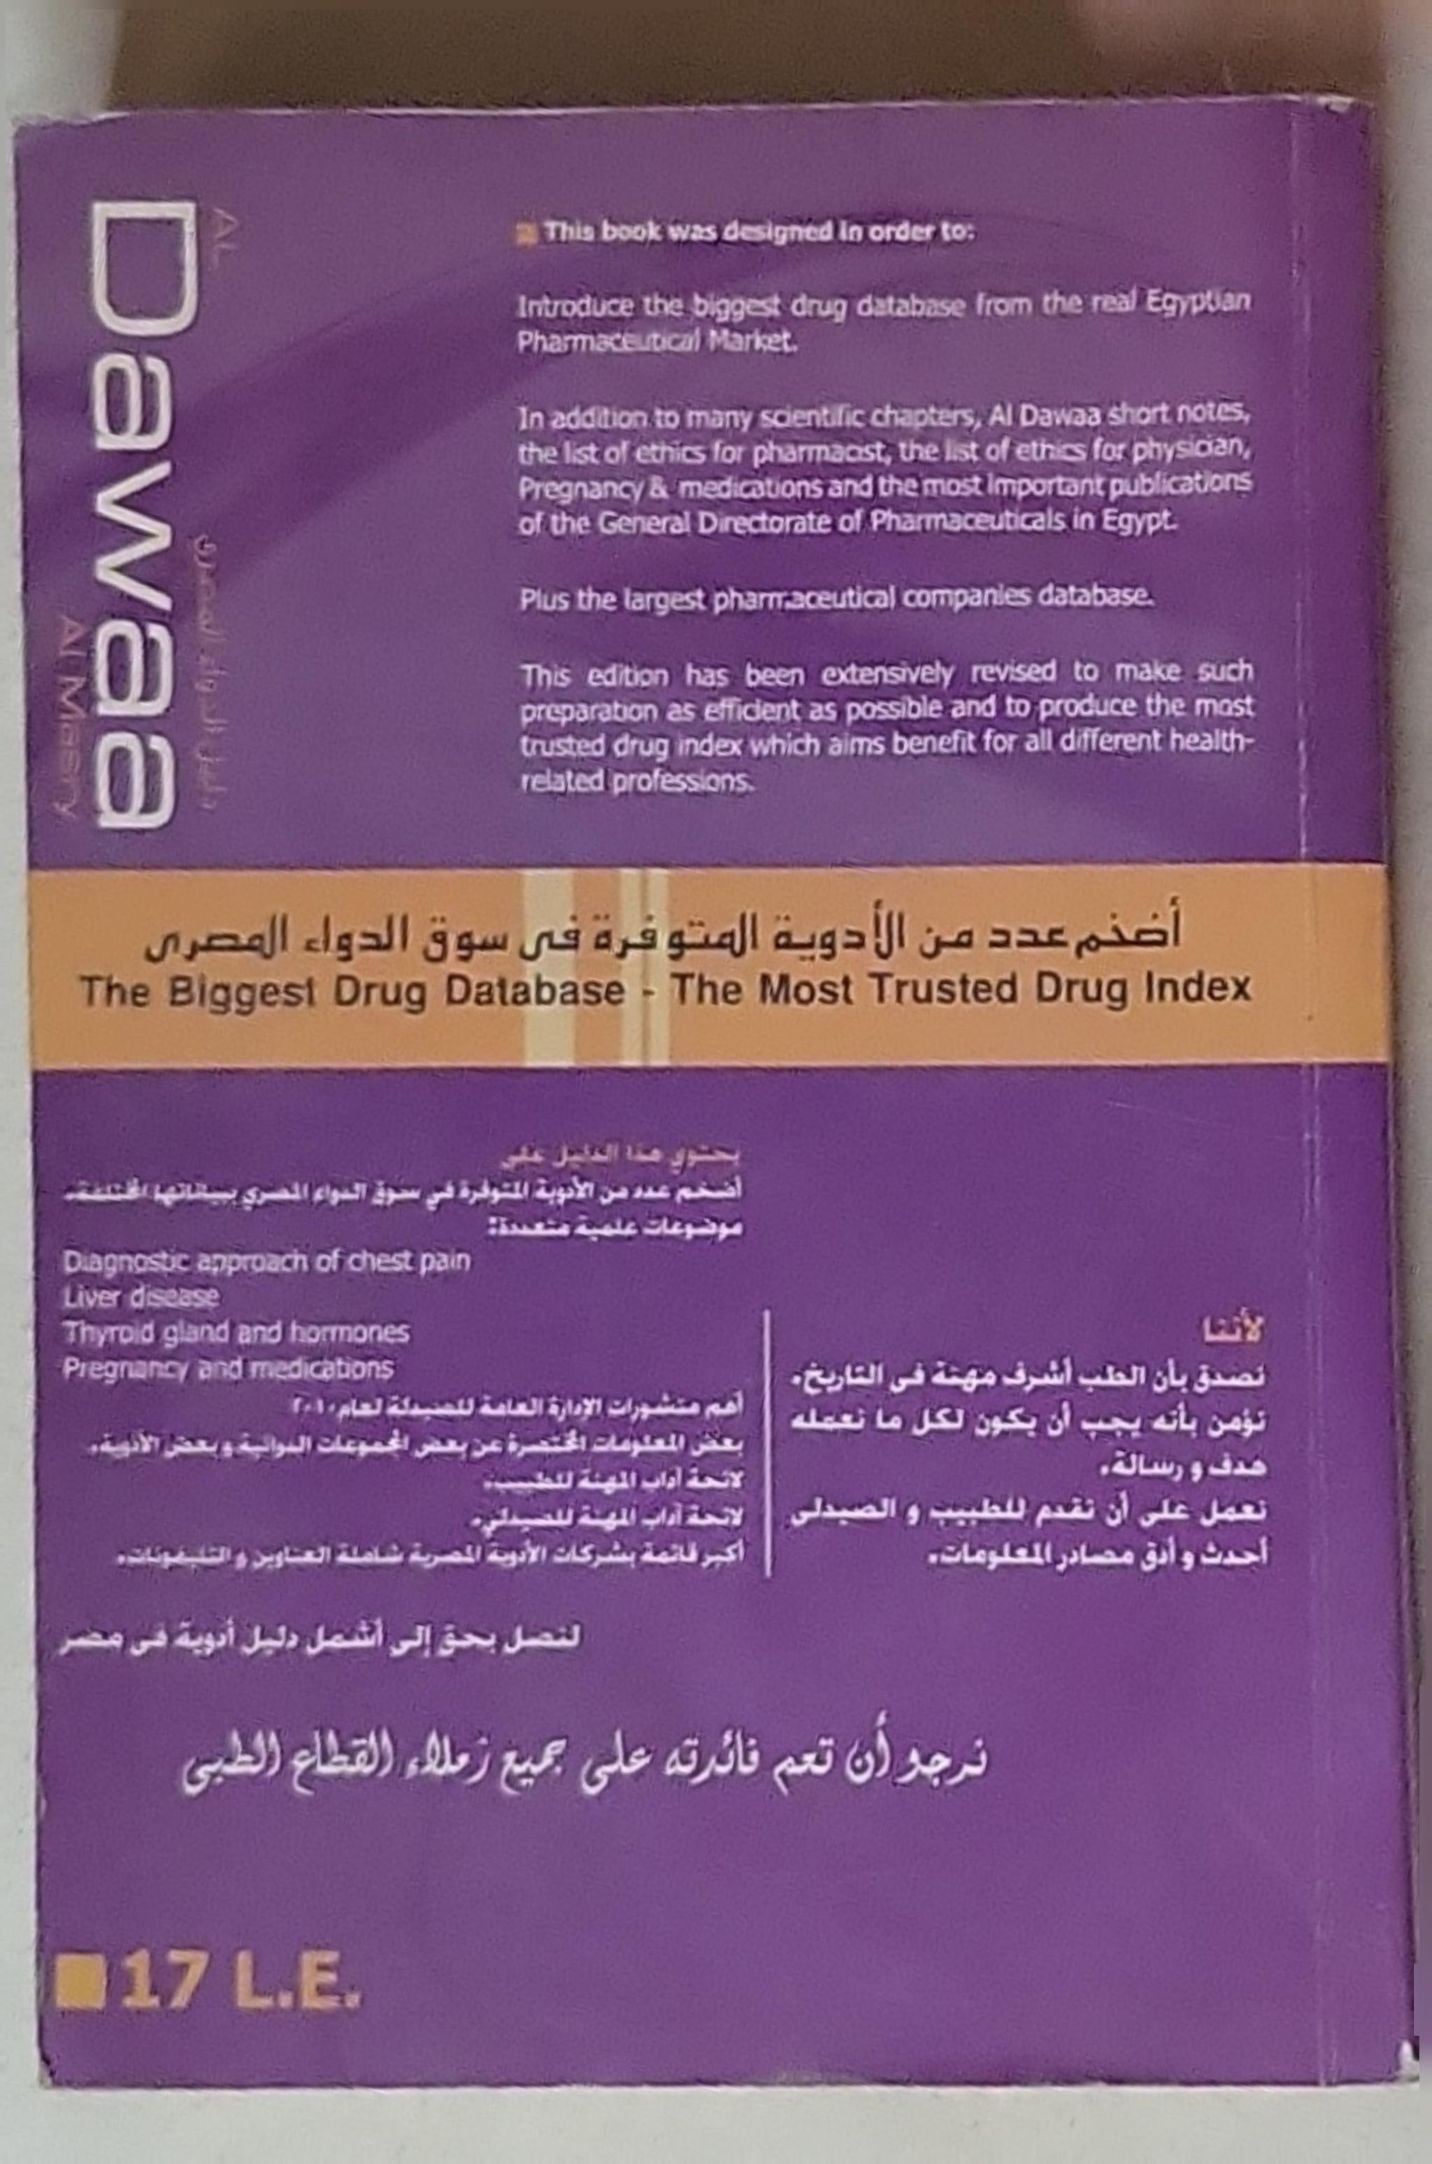 AL
Dawaa
Al Masry
دليل الدواء المصري
This book was designed in order to:
Introduce the biggest drug database from the real Egyptian
Pharmaceutical Market.
In addition to many scientific chapters, Al Dawaa short notes,
the list of ethics for pharmacist, the list of ethics for physician,
Pregnancy & medications and the most important publications
of the General Directorate of Pharmaceuticals in Egypt.
Plus the largest pharmaceutical companies database.
This edition has been extensively revised to make such
preparation as efficient as possible and to produce the most
trusted drug index which aims benefit for all different health-
related professions.
أضخم عدد من الأدوية المتوفرة فى سوق الدواء المصرى
The Biggest Drug Database - The Most Trusted Drug Index
لأننا
نصدق بأن الطب أشرف مهنة فى التاريخ.
نؤمن بأنه يجب أن يكون لكل ما نعمله
هدف و رسالة.
نعمل على أن نقدم للطبيب و الصيدلى
أحدث و أدق مصادر المعلومات.
يحتوي هذا الدليل على
أضخم عدد من الأدوية المتوفرة في سوق الدواء المصري ببياناتها المختلفة.
موضوعات علمية متعددة:
Diagnostic approach of chest pain
Liver disease
Thyroid gland and hormones
Pregnancy and medications
أهم منشورات الإدارة العامة للصيدلة لعام ٢٠١٠
بعض المعلومات المختصرة عن بعض المجموعات الدوائية و بعض الأدوية.
لائحة آداب المهنة للطبيب.
لائحة آداب المهنة للصيدلي.
أكبر قائمة بشركات الأدوية المصرية شاملة العناوين و التليفونات.
لنصل بحق إلى أشمل دليل أدوية فى مصر
نرجو أن تعم فائدته على جميع زملاء القطاع الطبى
17 L.E.